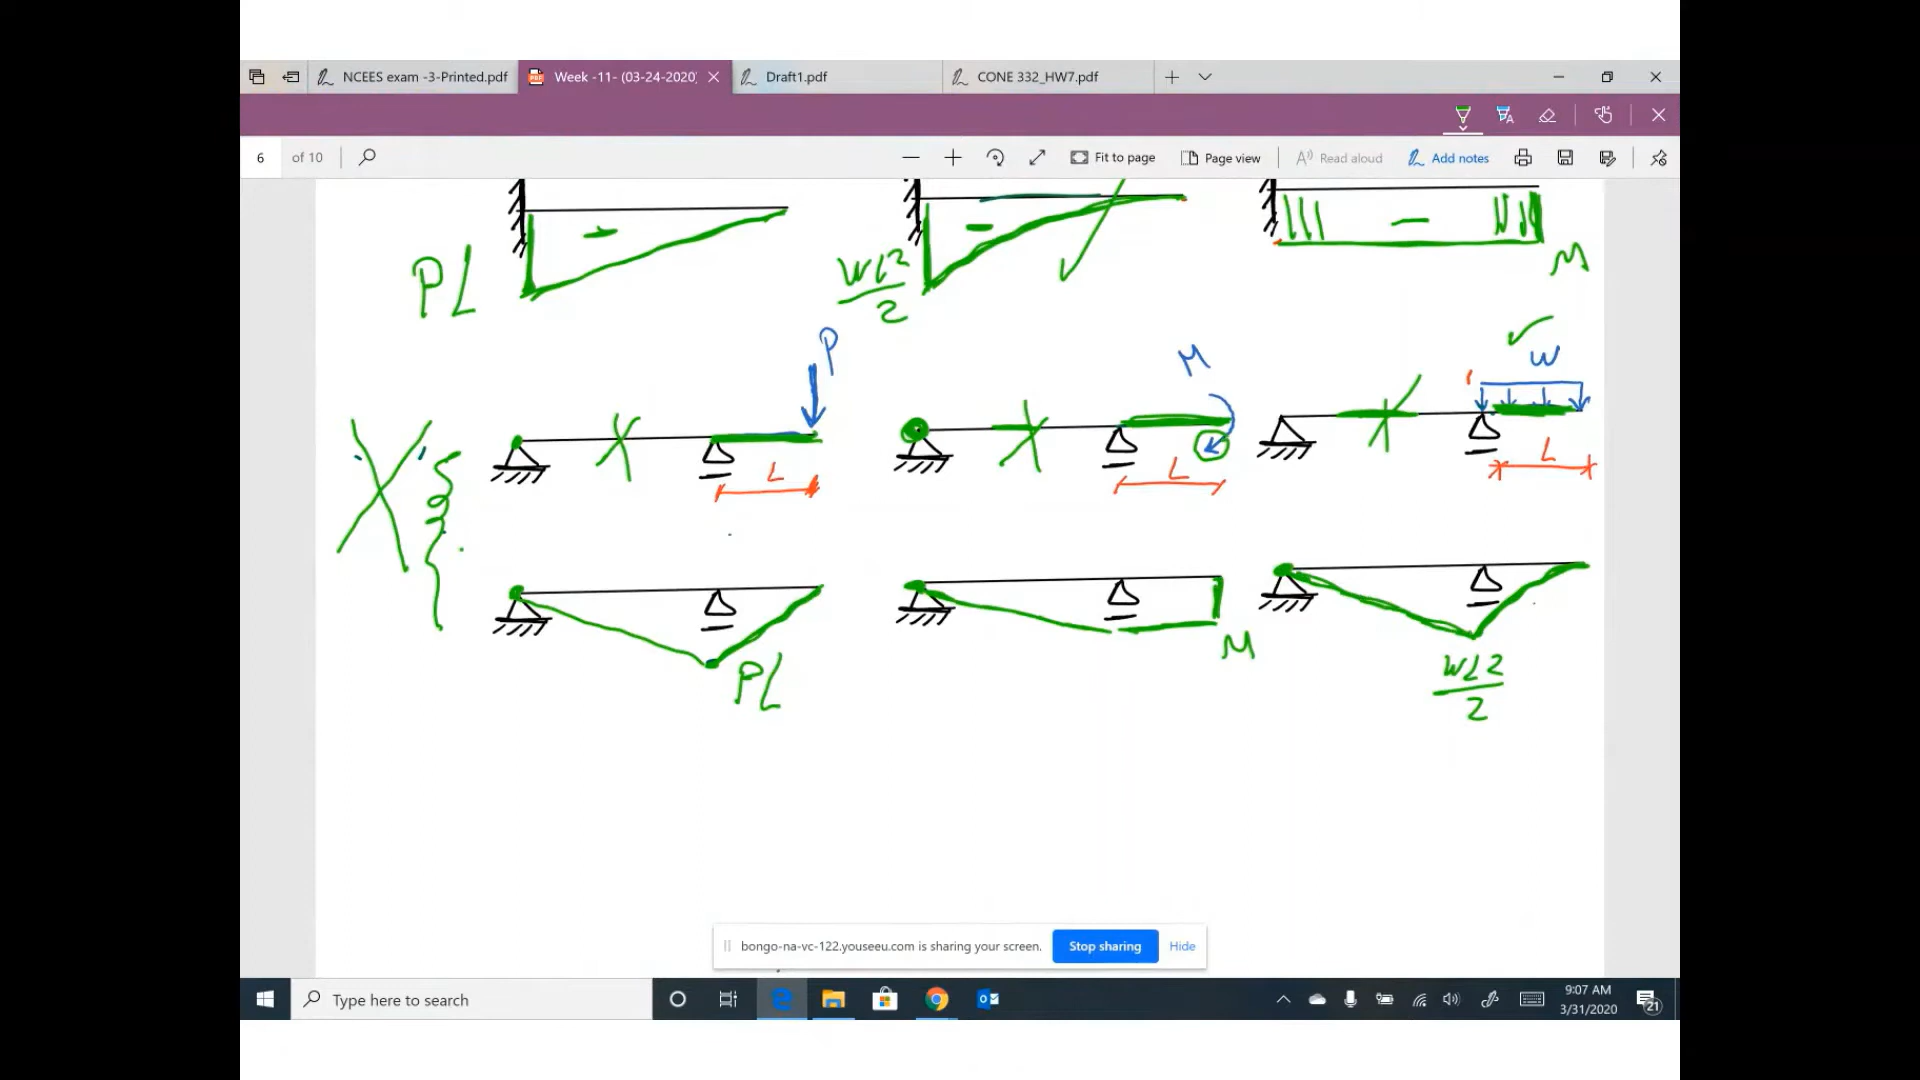 NCEES exam -3-Printed.pdf
Week -11- (03-24-2020)
Draft1.pdf
CONE 332_HW7.pdf
6 of 10
Fit to page
Page view
Read aloud
Add notes
PL
WL2
2
M
P
M
W
L
L
L
PL
M
WL2
2
bongo-na-vc-122.youseeu.com is sharing your screen.
Stop sharing
Hide
Type here to search
9:07 AM
3/31/2020
21